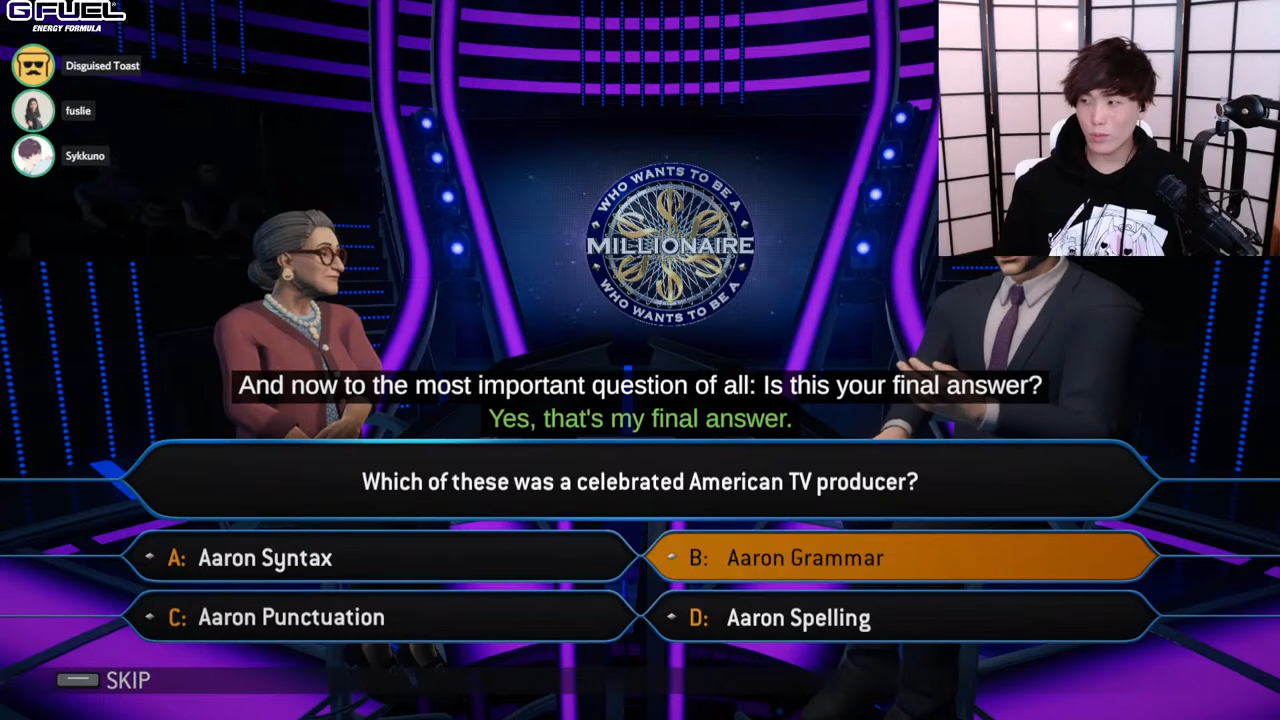 G FUEL
ENERGY FORMULA
Disguised Toast
fuslie
Sykkuno
WHO WANTS TO BE A
MILLIONAIRE
WHO WANTS TO BE A
And now to the most important question of all: Is this your final answer?
Yes, that's my final answer.
Which of these was a celebrated American TV producer?
A: Aaron Syntax
B: Aaron Grammar
C: Aaron Punctuation
D: Aaron Spelling
SKIP